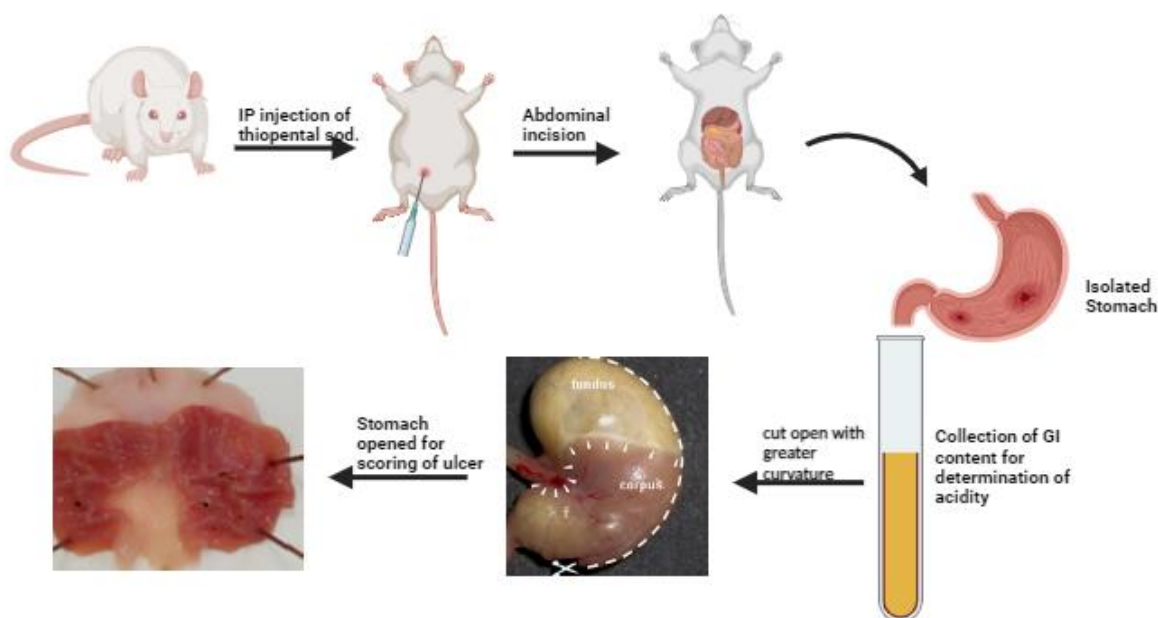 IP injection of
thiopental sod.
Abdominal
incision
Isolated
Stomach
Collection of GI
content for
determination of
acidity
cut open with
greater
curvature
fundus
corpus
Stomach
opened for
scoring of ulcer